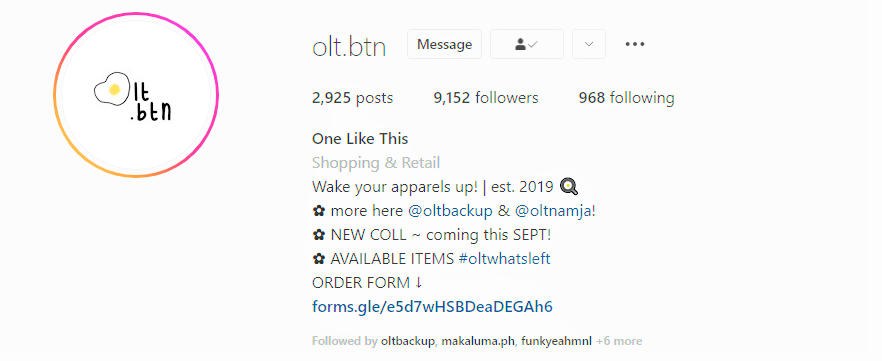 lt
.btn
olt.btn Message
2,925 posts 9,152 followers 968 following
One Like This
Shopping & Retail
Wake your apparels up! | est. 2019 🍳
✿ more here @oltbackup & @oltnamja!
✿ NEW COLL ~ coming this SEPT!
✿ AVAILABLE ITEMS #oltwhatsleft
ORDER FORM ↓
forms.gle/e5d7wHSBDeaDEGAh6
Followed by oltbackup, makaluma.ph, funkyeahmnl +6 more